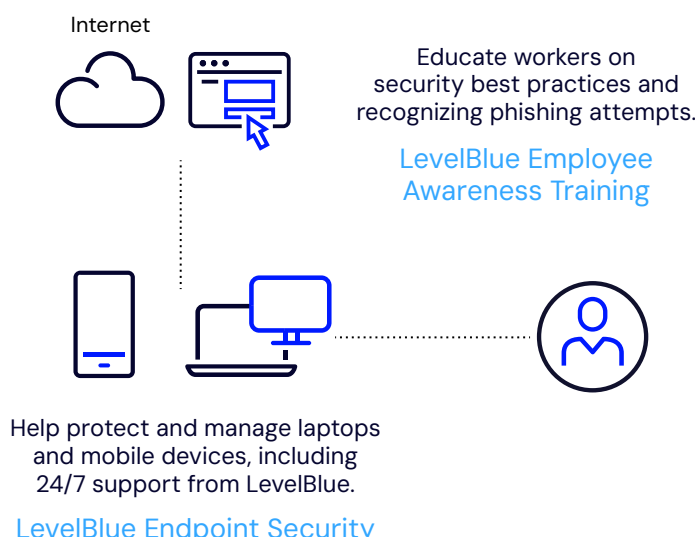 Internet
Educate workers on
security best practices and
recognizing phishing attempts.
LevelBlue Employee
Awareness Training
Help protect and manage laptops
and mobile devices, including
24/7 support from LevelBlue.
LevelBlue Endpoint Security